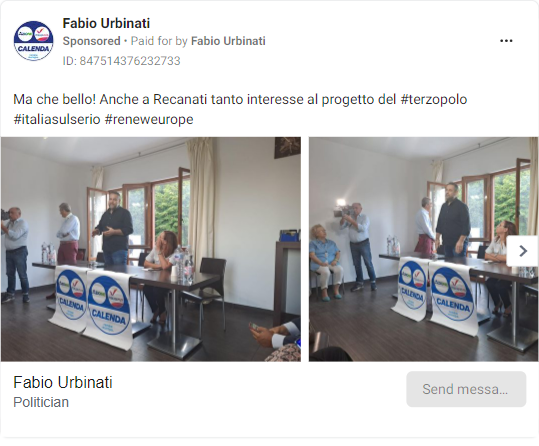 Fabio Urbinati
Sponsored • Paid for by Fabio Urbinati
ID: 847514376232733
CALENDA
Ma che bello! Anche a Recanati tanto interesse al progetto del #terzopolo
#italiasulserio #reneweurope
CALENDA
CALENDA
CALENDA
CALENDA
Fabio Urbinati
Politician
Send messa...